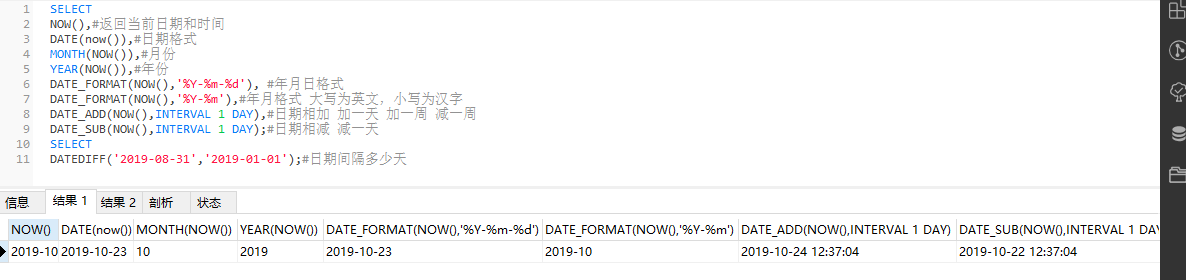 1 SELECT
2 NOW(),#返回当前日期和时间
3 DATE(now()),#日期格式
4 MONTH(NOW()),#月份
5 YEAR(NOW()),#年份
6 DATE_FORMAT(NOW(),'%Y-%m-%d'), #年月日格式
7 DATE_FORMAT(NOW(),'%Y-%m'),#年月格式 大写为英文，小写为汉字
8 DATE_ADD(NOW(),INTERVAL 1 DAY),#日期相加 加一天 加一周 减一周
9 DATE_SUB(NOW(),INTERVAL 1 DAY);#日期相减 减一天
10 SELECT
11 DATEDIFF('2019-08-31','2019-01-01');#日期间隔多少天
信息 结果 1 结果 2 剖析 状态
NOW() DATE(now()) MONTH(NOW()) YEAR(NOW()) DATE_FORMAT(NOW(),'%Y-%m-%d') DATE_FORMAT(NOW(),'%Y-%m') DATE_ADD(NOW(),INTERVAL 1 DAY) DATE_SUB(NOW(),INTERVAL 1 DAY
2019-10 2019-10-23 10 2019 2019-10-23 2019-10 2019-10-24 12:37:04 2019-10-22 12:37:04